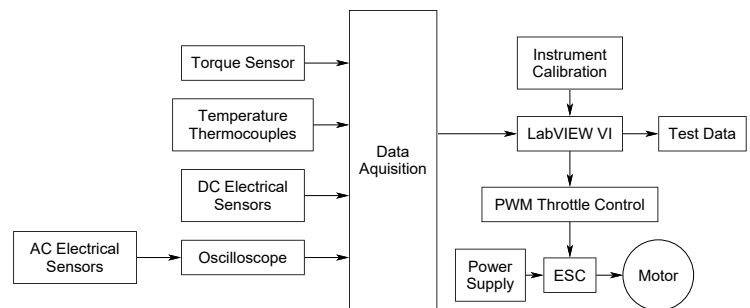 Torque Sensor
Temperature
Thermocouples
DC Electrical
Sensors
AC Electrical
Sensors
Oscilloscope
Data
Aquisition
Instrument
Calibration
LabVIEW VI
Test Data
PWM Throttle Control
Power
Supply
ESC
Motor